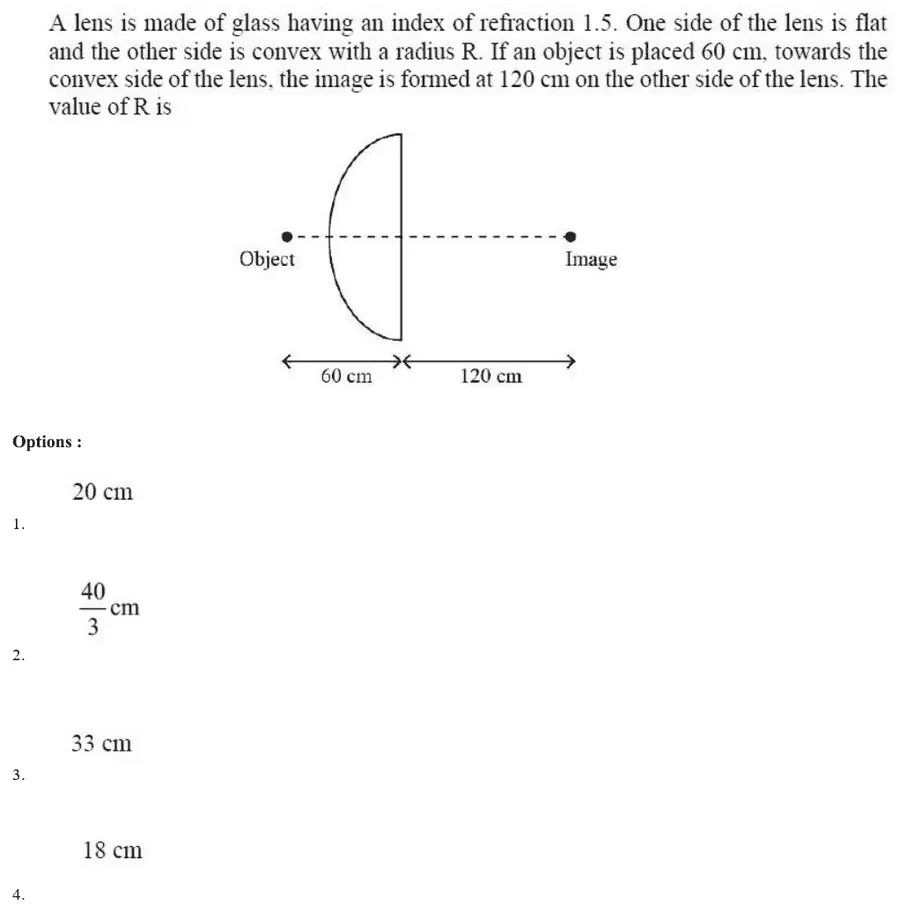 A lens is made of glass having an index of refraction 1.5. One side of the lens is flat
and the other side is convex with a radius R. If an object is placed 60 cm, towards the
convex side of the lens, the image is formed at 120 cm on the other side of the lens. The
value of R is
Object
Image
60 cm
120 cm
Options :
20 cm
1.
40
3
cm
2.
33 cm
3.
18 cm
4.